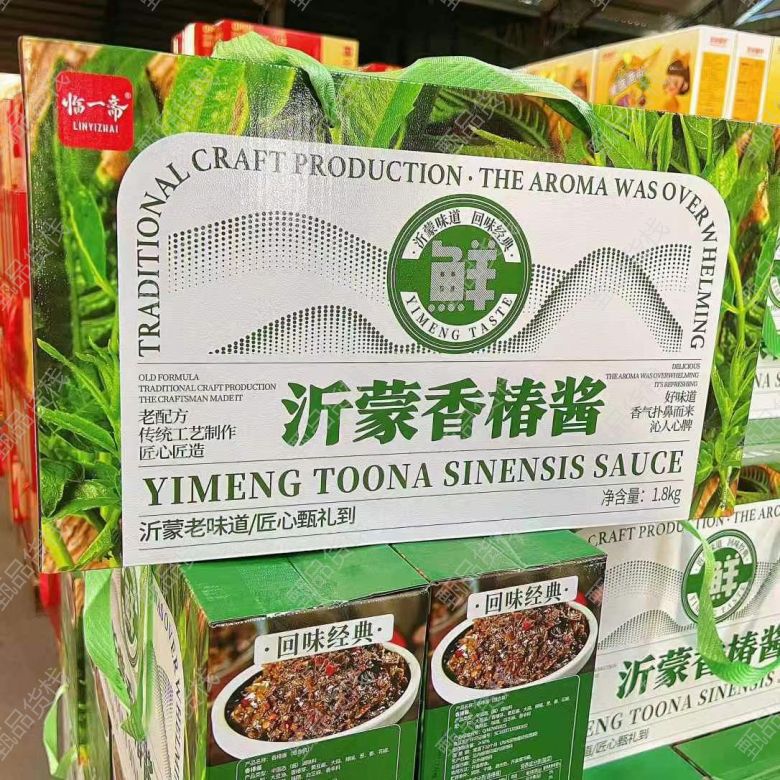 临一斋
LINYIZHAI
TRADITIONAL CRAFT PRODUCTION · THE AROMA WAS OVERWHELMING
沂蒙味道 回味经典
鲜
YIMENG TASTE
OLD FORMULA
TRADITIONAL CRAFT PRODUCTION
THE CRAFTSMAN MADE IT
老配方
传统工艺制作
匠心匠造
沂蒙香椿酱
DELICIOUS
THE AROMA WAS OVERWHELMING
IT'S REFRESHING
好味道
香气扑鼻而来
沁人心脾
YIMENG TOONA SINENSIS SAUCE
沂蒙老味道/匠心甄礼到
净含量：1.8kg
·回味经典·
·回味经典·
CRAFT PRODUCTION · THE AROMA
鲜
沂蒙香椿酱
YIMENG TOONA SINENSIS SA
道/匠心甄礼到
甄品货栈